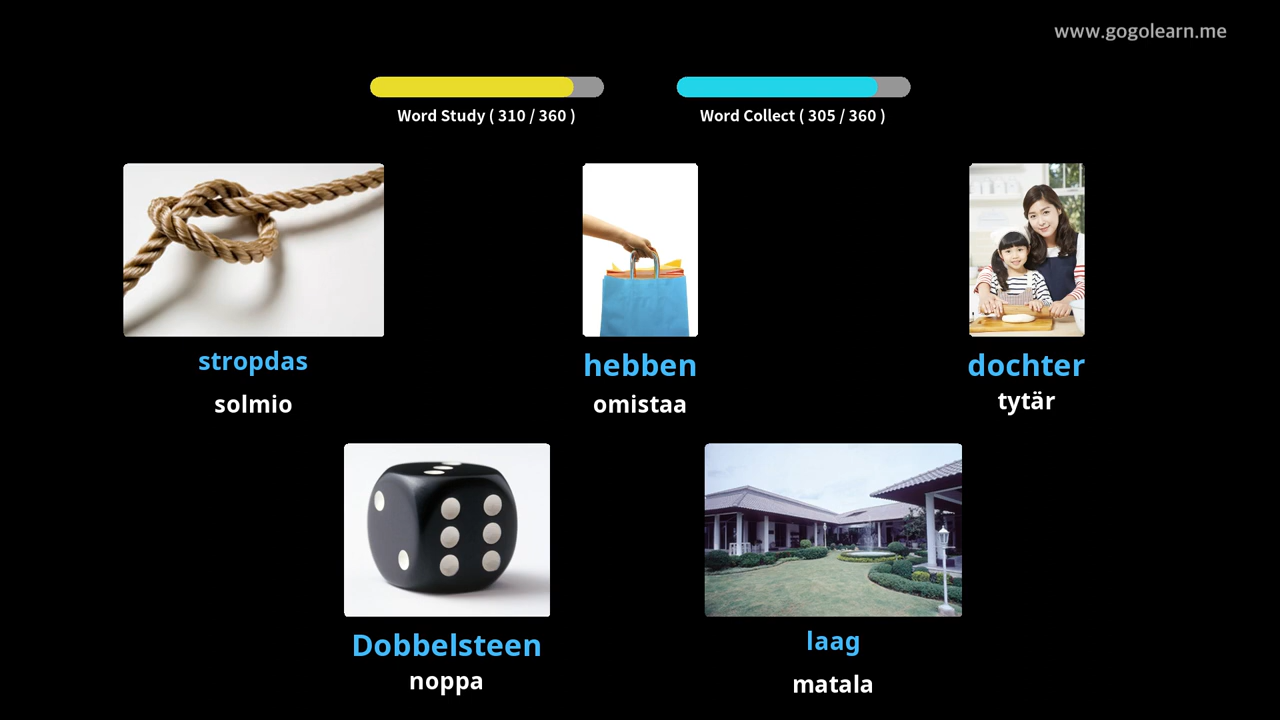 www.gogolearn.me
Word Study ( 310 / 360 )
Word Collect ( 305 / 360 )
stropdas
solmio
hebben
omistaa
dochter
tytär
Dobbelsteen
noppa
laag
matala